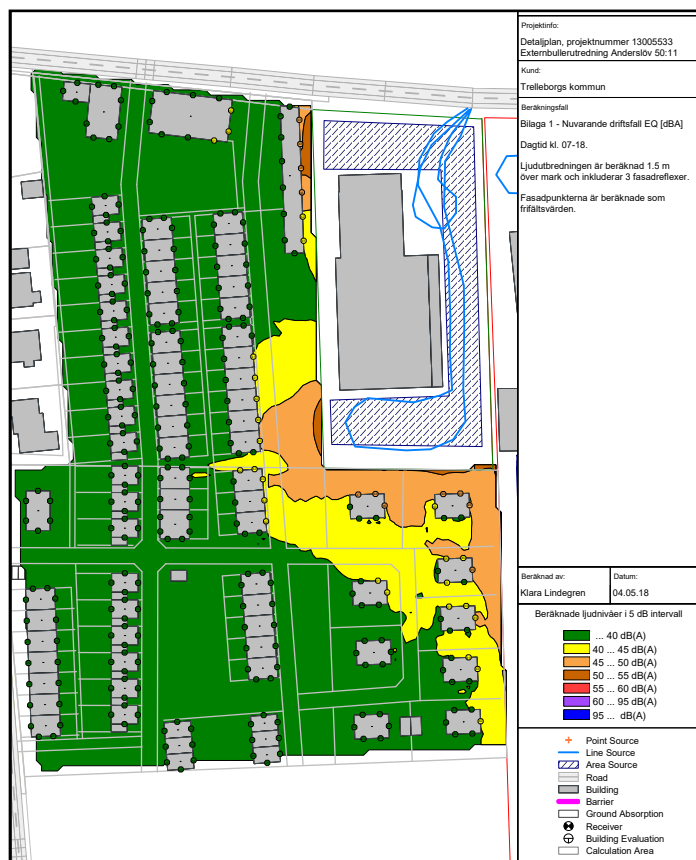 Projektinfo:
Detaljplan, projektnummer 13005533
Externbullerutredning Anderslöv 50:11
Kund:
Trelleborgs kommun
Beräkningsfall
Bilaga 1 - Nuvarande driftsfall EQ [dBA]
Dagtid kl. 07-18.
Ljudutbredningen är beräknad 1.5 m
över mark och inkluderar 3 fasadreflexer.
Fasadpunkterna är beräknade som
frifältsvärden.
Beräknad av:
Klara Lindegren
Datum:
04.05.18
Beräknade ljudnivåer i 5 dB intervall
... 40 dB(A)
40 ... 45 dB(A)
45 ... 50 dB(A)
50 ... 55 dB(A)
55 ... 60 dB(A)
60 ... 95 dB(A)
95 ... dB(A)
Point Source
Line Source
Area Source
Road
Building
Barrier
Ground Absorption
Receiver
Building Evaluation
Calculation Area